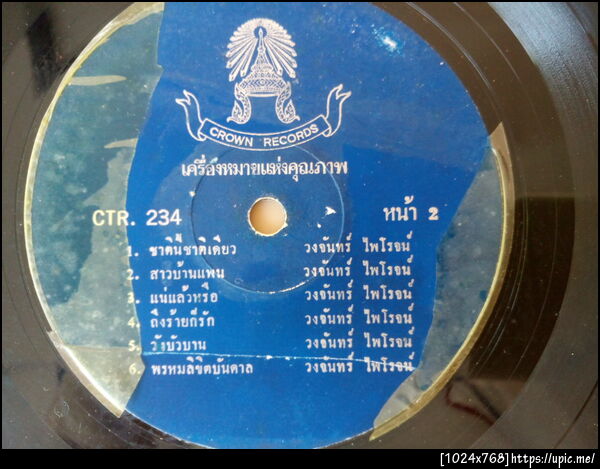 CROWN RECORDS
เครื่องหมายแห่งคุณภาพ
CTR. 234 หน้า 2
1. ชาตินี้ชาติเดียว วงจันทร์ ไพโรจน์
2. สาวบ้านแพน วงจันทร์ ไพโรจน์
3. แน่แล้วหรือ วงจันทร์ ไพโรจน์
4. ถึงร้ายก็รัก วงจันทร์ ไพโรจน์
5. วังบัวบาน วงจันทร์ ไพโรจน์
6. พรหมลิขิตบันดาล วงจันทร์ ไพโรจน์
[1024x768]https://upic.me/